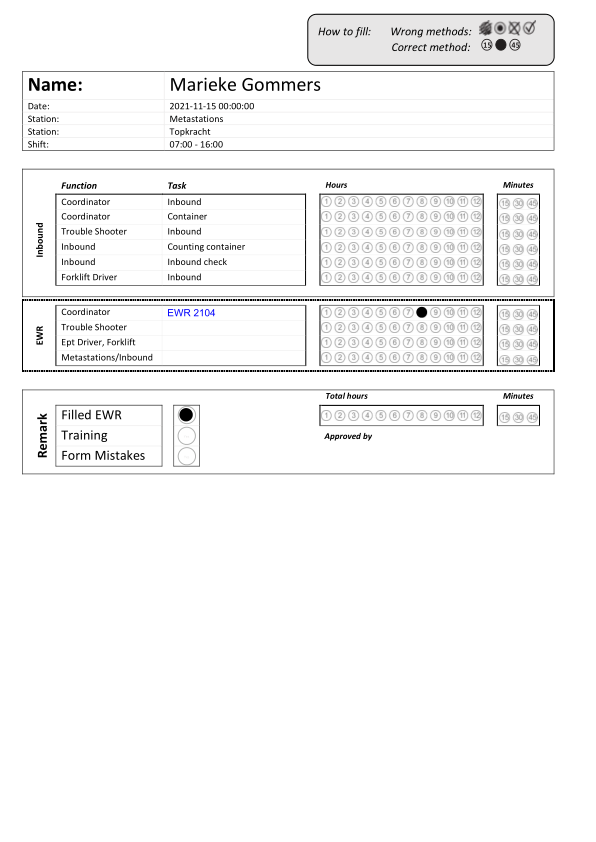 How to fill: Wrong methods:
Correct method: 15 45
Name: Marieke Gommers
Date: 2021-11-15 00:00:00
Station: Metastations
Station: Topkracht
Shift: 07:00 - 16:00
Inbound
Function Task Hours Minutes
Coordinator Inbound 1 2 3 4 5 6 7 8 9 10 11 12 15 30 45
Coordinator Container 1 2 3 4 5 6 7 8 9 10 11 12 15 30 45
Trouble Shooter Inbound 1 2 3 4 5 6 7 8 9 10 11 12 15 30 45
Inbound Counting container 1 2 3 4 5 6 7 8 9 10 11 12 15 30 45
Inbound Inbound check 1 2 3 4 5 6 7 8 9 10 11 12 15 30 45
Forklift Driver Inbound 1 2 3 4 5 6 7 8 9 10 11 12 15 30 45
EWR
Coordinator EWR 2104 1 2 3 4 5 6 7 9 10 11 12 15 30 45
Trouble Shooter 1 2 3 4 5 6 7 8 9 10 11 12 15 30 45
Ept Driver, Forklift 1 2 3 4 5 6 7 8 9 10 11 12 15 30 45
Metastations/Inbound 1 2 3 4 5 6 7 8 9 10 11 12 15 30 45
Remark
Total hours Minutes
Filled EWR 1 2 3 4 5 6 7 8 9 10 11 12 15 30 45
Training Approved by
Form Mistakes